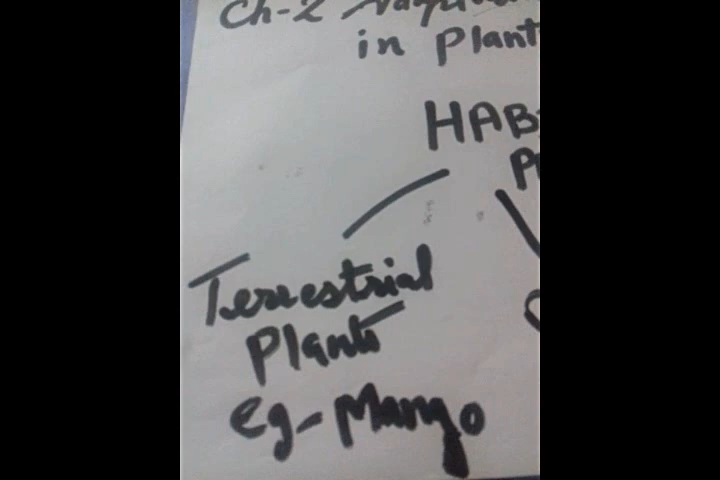 Ch-2
in Plant
HAB
P
Terrestrial
Plants
eg-Mango